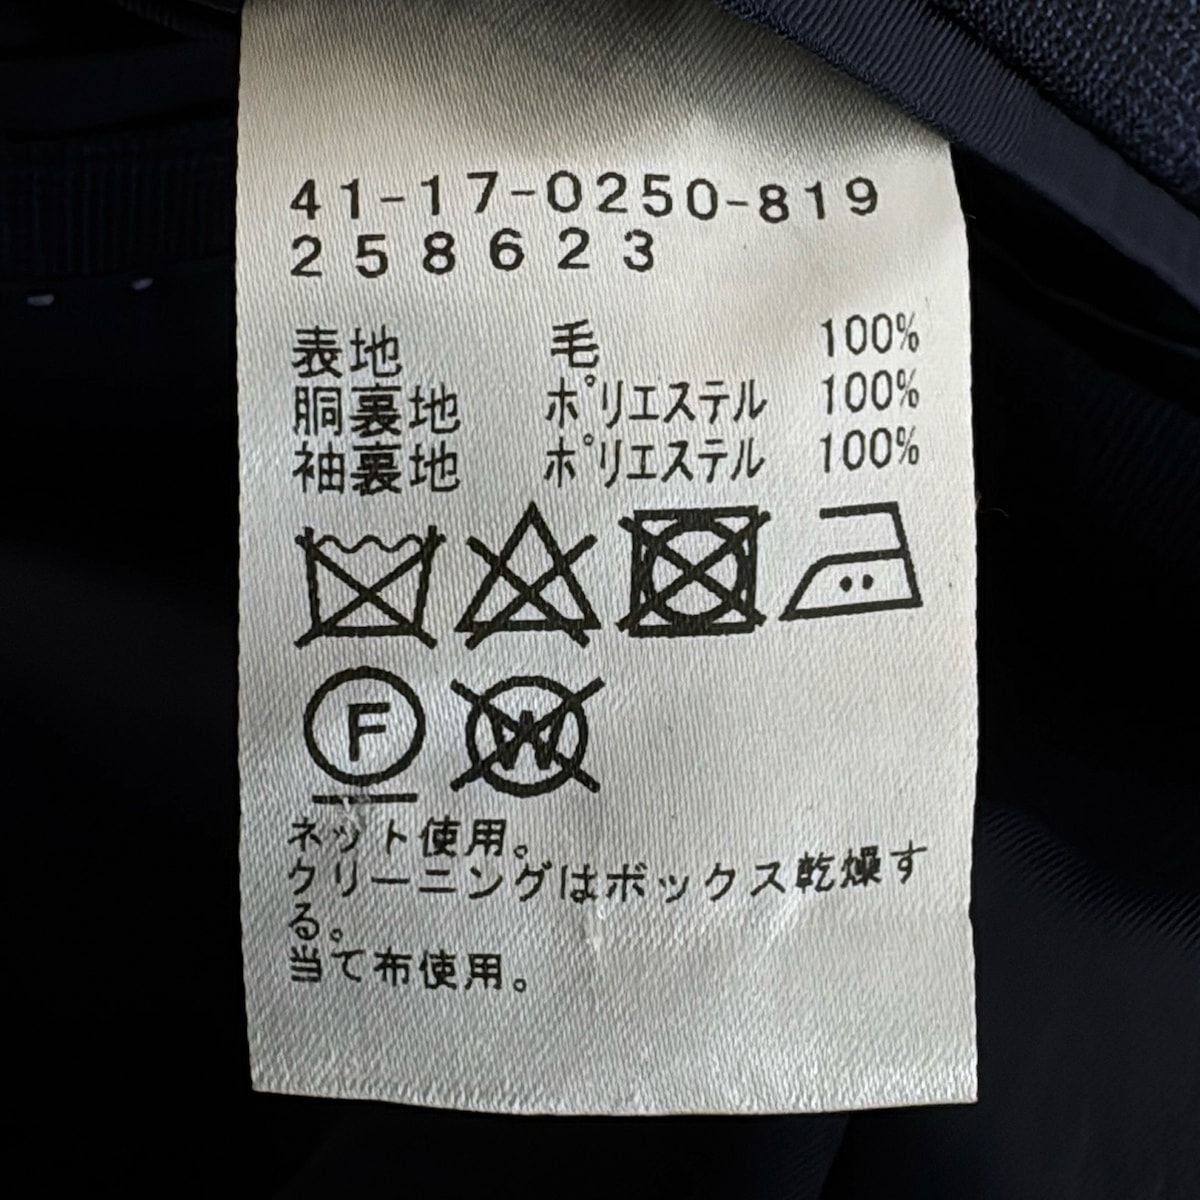 41-17-0250-819
258623
表地 毛 100%
胴裏地 ポリエステル 100%
袖裏地 ポリエステル 100%
F W
ネット使用。
クリーニングはボックス乾燥す
る。
当て布使用。